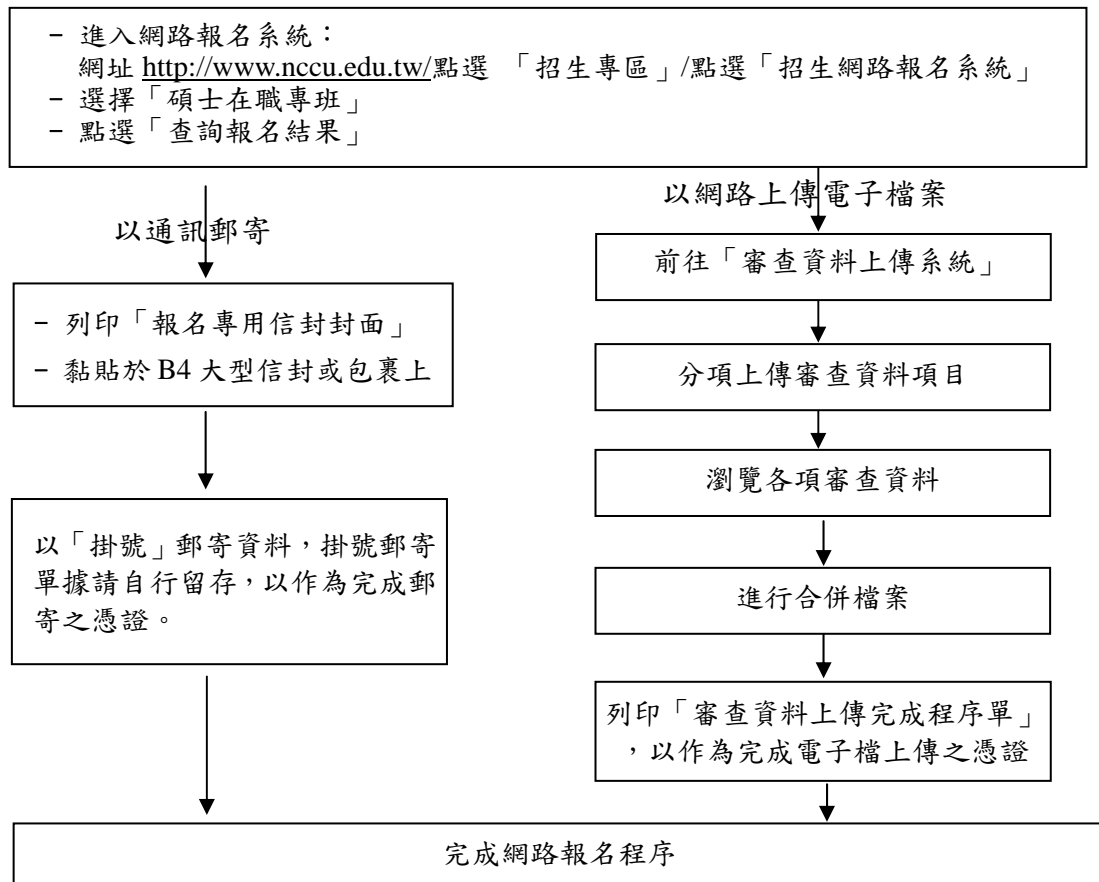 － 進入網路報名系統：
網址 http://www.nccu.edu.tw/點選 「招生專區」/點選「招生網路報名系統」
－ 選擇「碩士在職專班」
－ 點選「查詢報名結果」
以通訊郵寄
－ 列印「報名專用信封封面」
－ 黏貼於 B4 大型信封或包裹上
以「掛號」郵寄資料，掛號郵寄
單據請自行留存，以作為完成郵
寄之憑證。
以網路上傳電子檔案
前往「審查資料上傳系統」
分項上傳審查資料項目
瀏覽各項審查資料
進行合併檔案
列印「審查資料上傳完成程序單」
，以作為完成電子檔上傳之憑證
完成網路報名程序